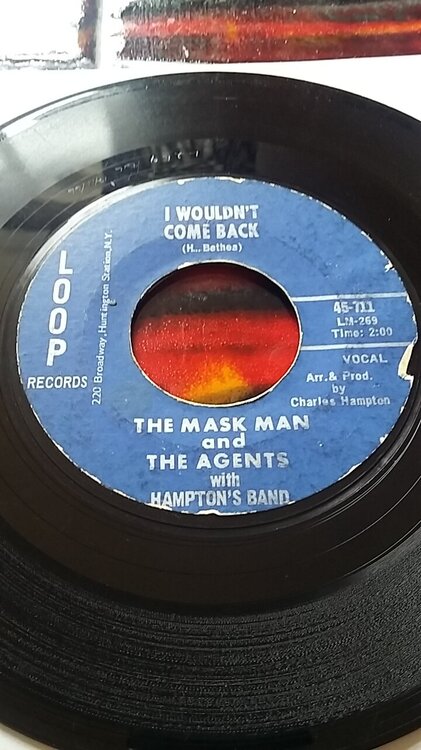 I WOULDN'T
COME BACK
(H... Bethea)
LOOP
RECORDS
220 Broadway, Huntington Station, N.Y.
45-711
LM-269
Time: 2:00
VOCAL
Arr. & Prod.
by
Charles Hampton
THE MASK MAN
and
THE AGENTS
with
HAMPTON'S BAND